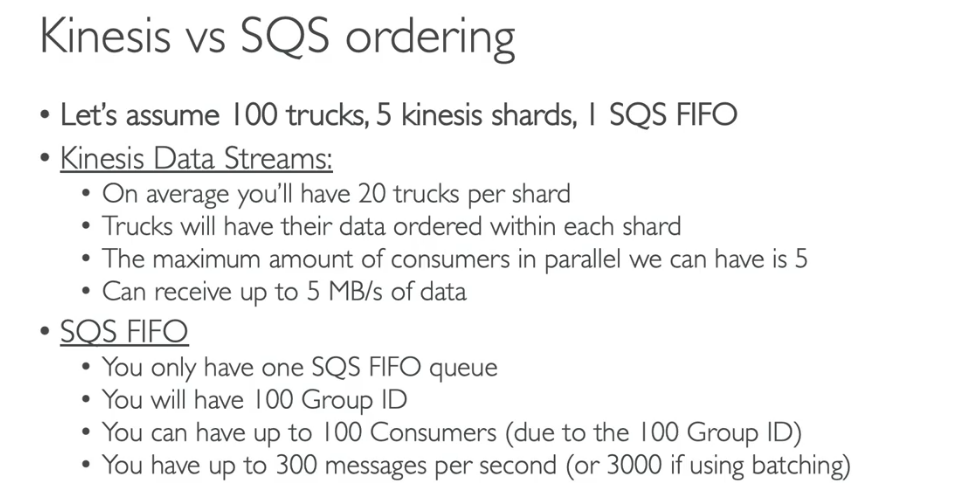 Kinesis vs SQS ordering
• Let's assume 100 trucks, 5 kinesis shards, 1 SQS FIFO
• Kinesis Data Streams:
• On average you'll have 20 trucks per shard
• Trucks will have their data ordered within each shard
• The maximum amount of consumers in parallel we can have is 5
• Can receive up to 5 MB/s of data
• SQS FIFO
• You only have one SQS FIFO queue
• You will have 100 Group ID
• You can have up to 100 Consumers (due to the 100 Group ID)
• You have up to 300 messages per second (or 3000 if using batching)